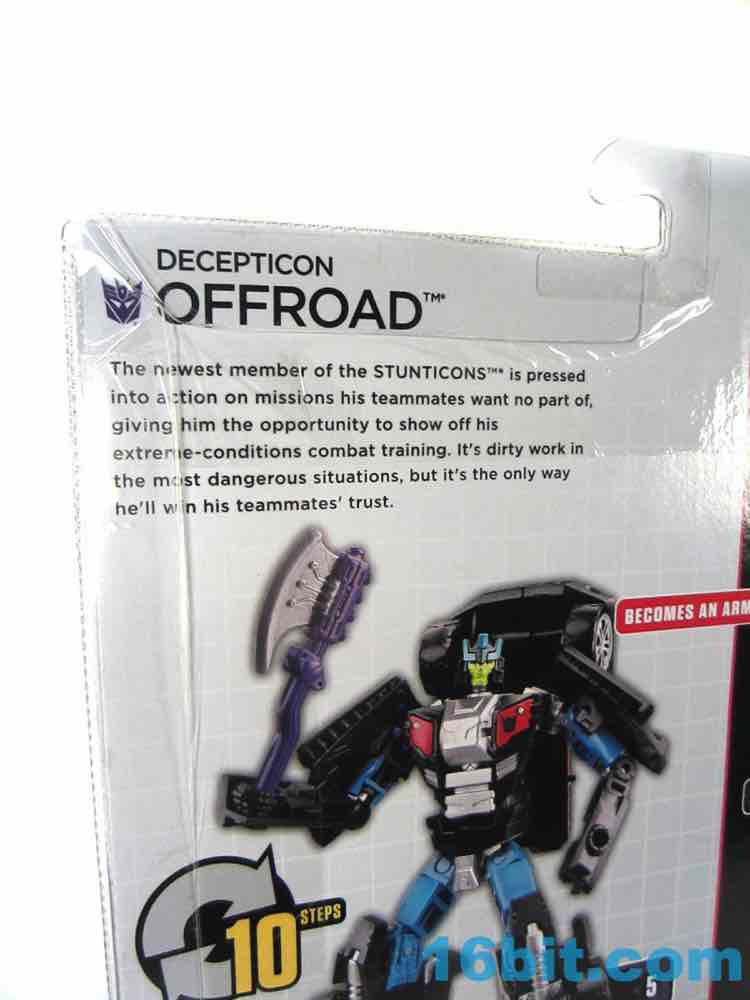 DECEPTICON
OFFROAD™*
The newest member of the STUNTICONS™* is pressed
into action on missions his teammates want no part of,
giving him the opportunity to show off his
extreme-conditions combat training. It's dirty work in
the most dangerous situations, but it's the only way
he'll win his teammates' trust.
BECOMES AN ARM
10 STEPS
16bit.com
5